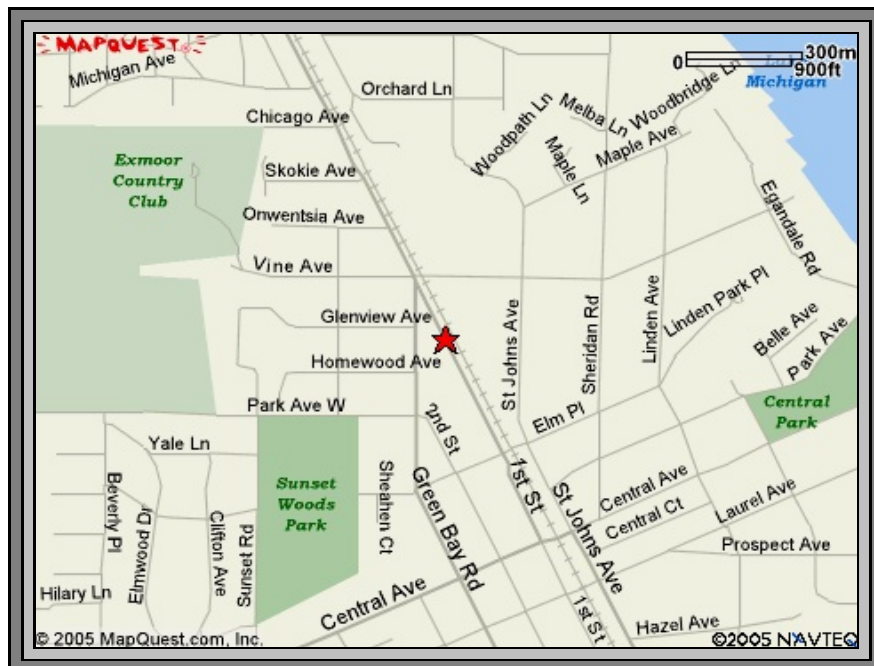 MAPQUEST
0 300m
900ft
Lake
Michigan
Michigan Ave
Orchard Ln
Chicago Ave
Woodpath Ln
Melba Ln
Woodbridge Ln
Maple Ave
Maple Ln
Exmoor
Country
Club
Skokie Ave
Onwentsia Ave
Egandale Rd
Vine Ave
Linden Park Pl
Glenview Ave
St Johns Ave
Sheridan Rd
Linden Ave
Belle Ave
Homewood Ave
Park Ave
Park Ave W
2nd St
Elm Pl
Central
Park
Yale Ln
Sunset
Woods
Park
Sheahen Ct
Green Bay Rd
1st St
St Johns Ave
Central Ave
Central Ct
Laurel Ave
Beverly Pl
Elmwood Dr
Clifton Ave
Sunset Rd
Prospect Ave
Hilary Ln
Central Ave
1st St
Hazel Ave
© 2005 MapQuest.com, Inc.
©2005 NAVTEQ